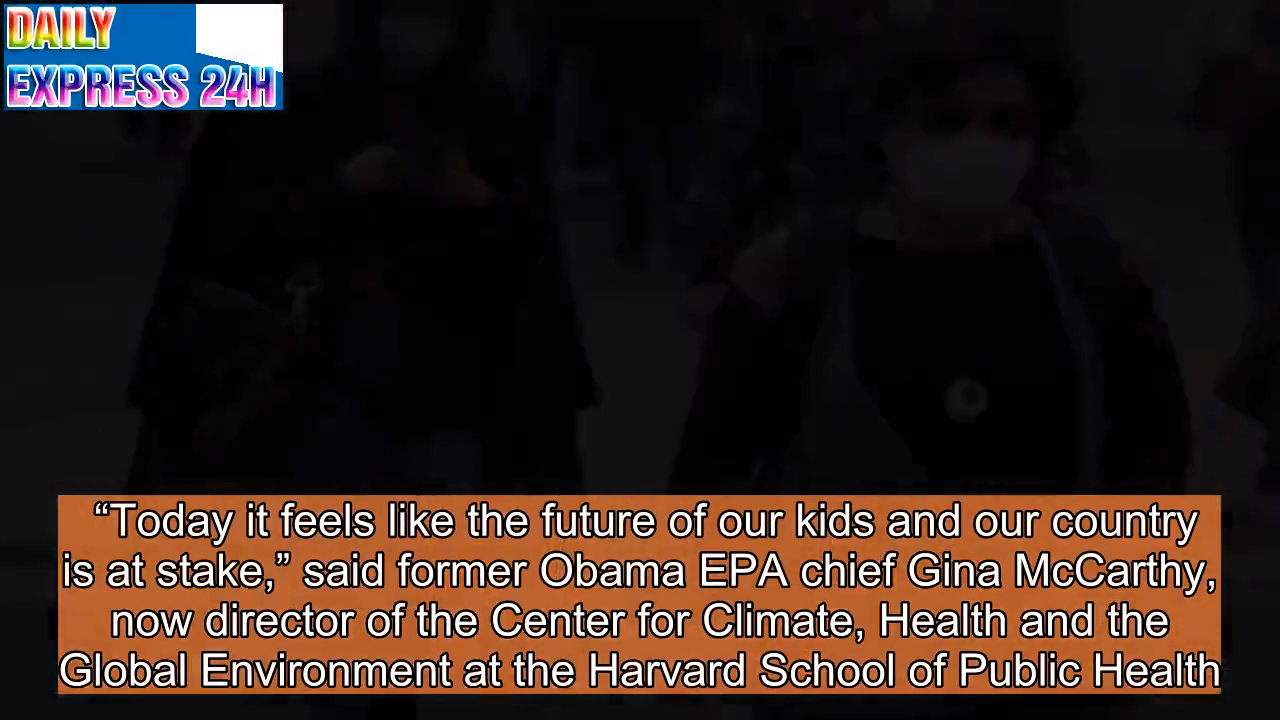 DAILY
EXPRESS 24H
“Today it feels like the future of our kids and our country
is at stake,” said former Obama EPA chief Gina McCarthy,
now director of the Center for Climate, Health and the
Global Environment at the Harvard School of Public Health